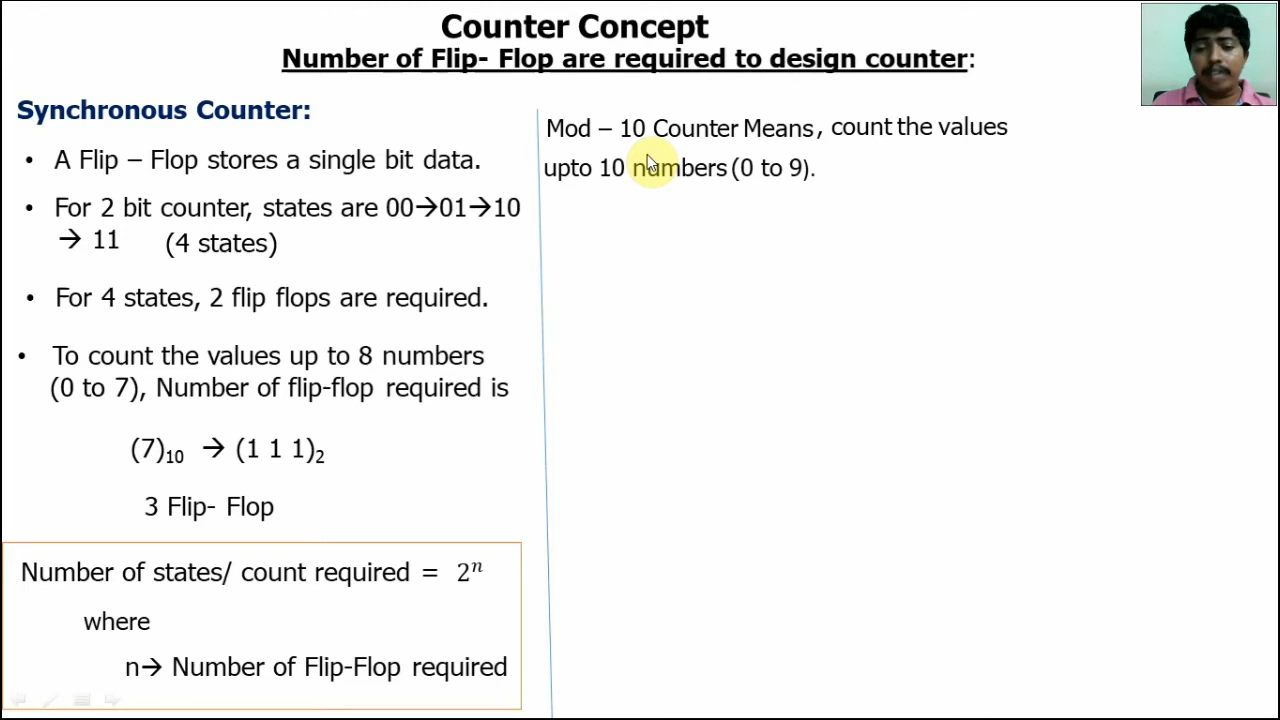 Counter Concept
Number of Flip- Flop are required to design counter:
Synchronous Counter:
• A Flip – Flop stores a single bit data.
• For 2 bit counter, states are 00→01→10
→ 11 (4 states)
• For 4 states, 2 flip flops are required.
• To count the values up to 8 numbers
(0 to 7), Number of flip-flop required is
(7)₁₀ → (1 1 1)₂
3 Flip- Flop
Number of states/ count required = 2ⁿ
where
n→ Number of Flip-Flop required
Mod – 10 Counter Means, count the values
upto 10 numbers (0 to 9).